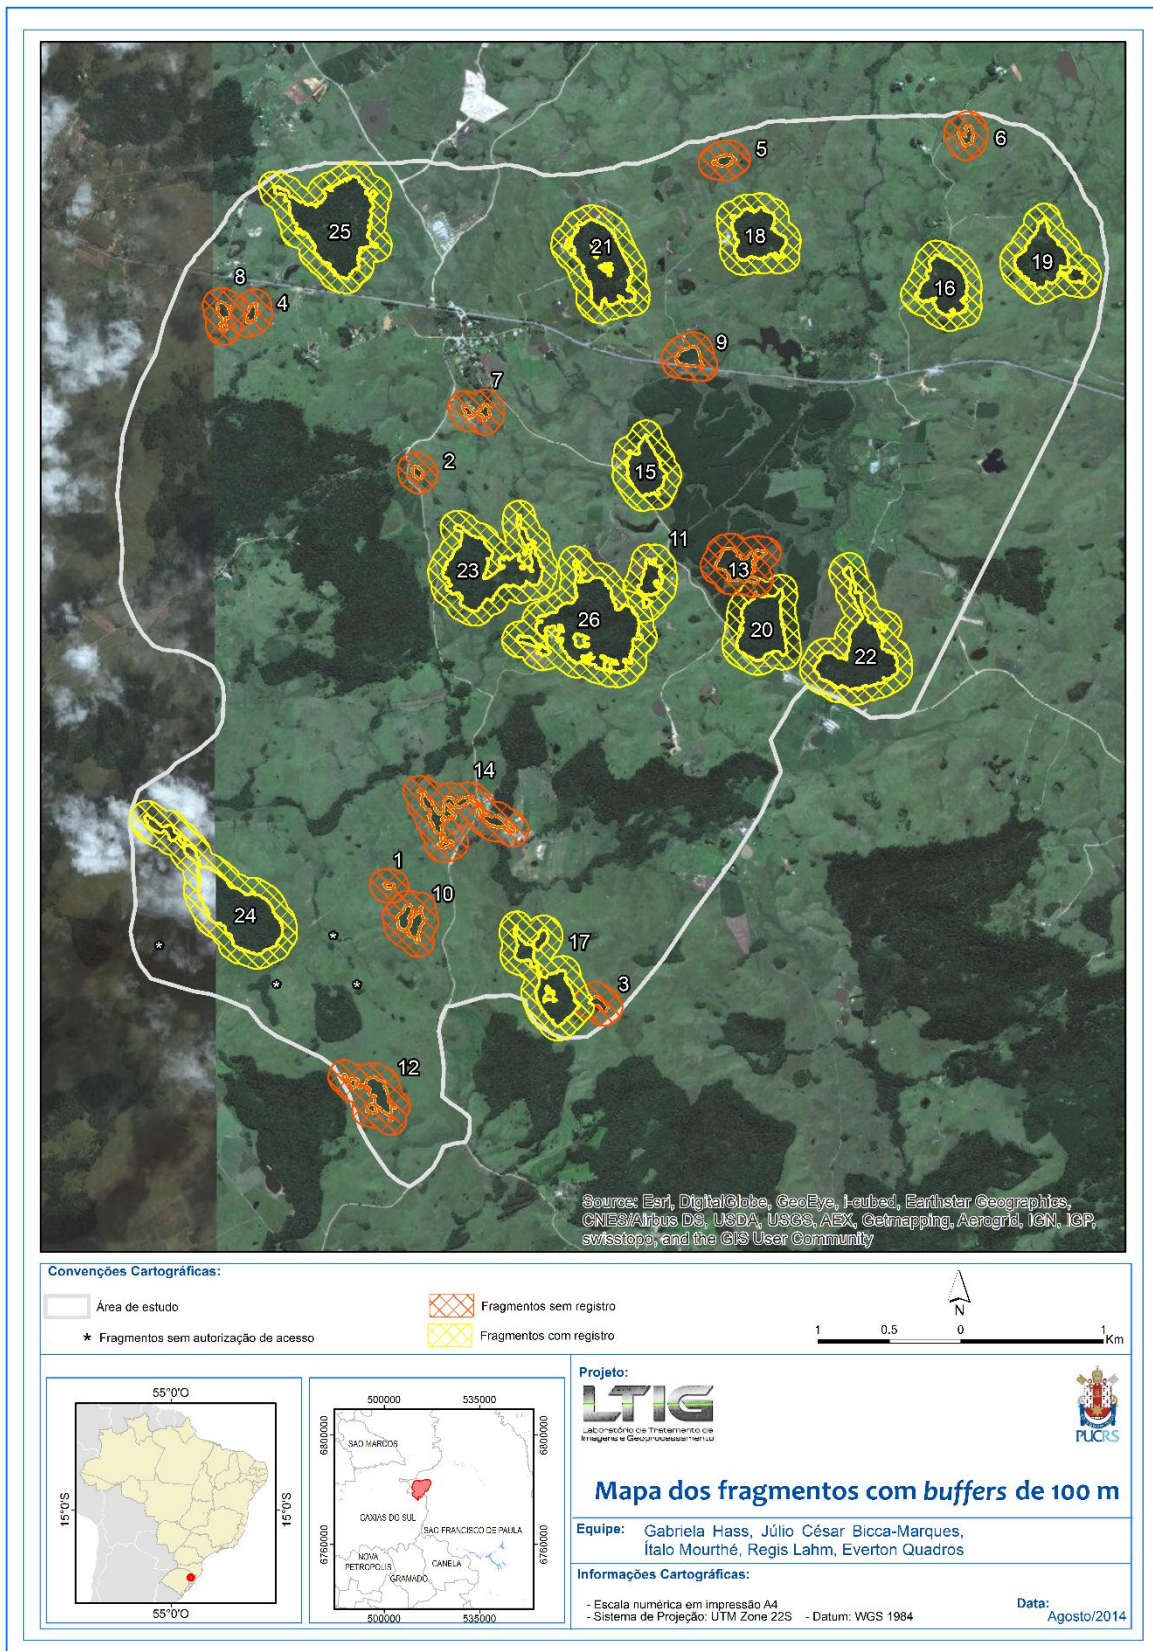 6
5
25
21
18
19
16
8
4
9
7
2
15
11
23
13
26
20
22
14
1
10
24
*
*
17
*
*
3
12
Source: Esri, DigitalGlobe, GeoEye, i-cubed, Earthstar Geographics,
CNES/Airbus DS, USDA, USGS, AEX, Getmapping, Aerogrid, IGN, IGP,
swisstopo, and the GIS User Community
Convenções Cartográficas:
Área de estudo
* Fragmentos sem autorização de acesso
Fragmentos sem registro
Fragmentos com registro
N
1 0.5 0 1
Km
55°0'O
15°0'S
15°0'S
55°0'O
500000 535000
6800000
6800000
SAO MARCOS
CAXIAS DO SUL
SAO FRANCISCO DE PAULA
6760000
6760000
NOVA
PETROPOLIS
CANELA
GRAMADO
500000 535000
Projeto:
LTIG
Laboratório de Tratamento de
Imagens e Geoprocessamento
PUCRS
Mapa dos fragmentos com buffers de 100 m
Equipe: Gabriela Hass, Júlio César Bicca-Marques,
Ítalo Mourthé, Regis Lahm, Everton Quadros
Informações Cartográficas:
- Escala numérica em impressão A4
- Sistema de Projeção: UTM Zone 22S - Datum: WGS 1984
Data:
Agosto/2014